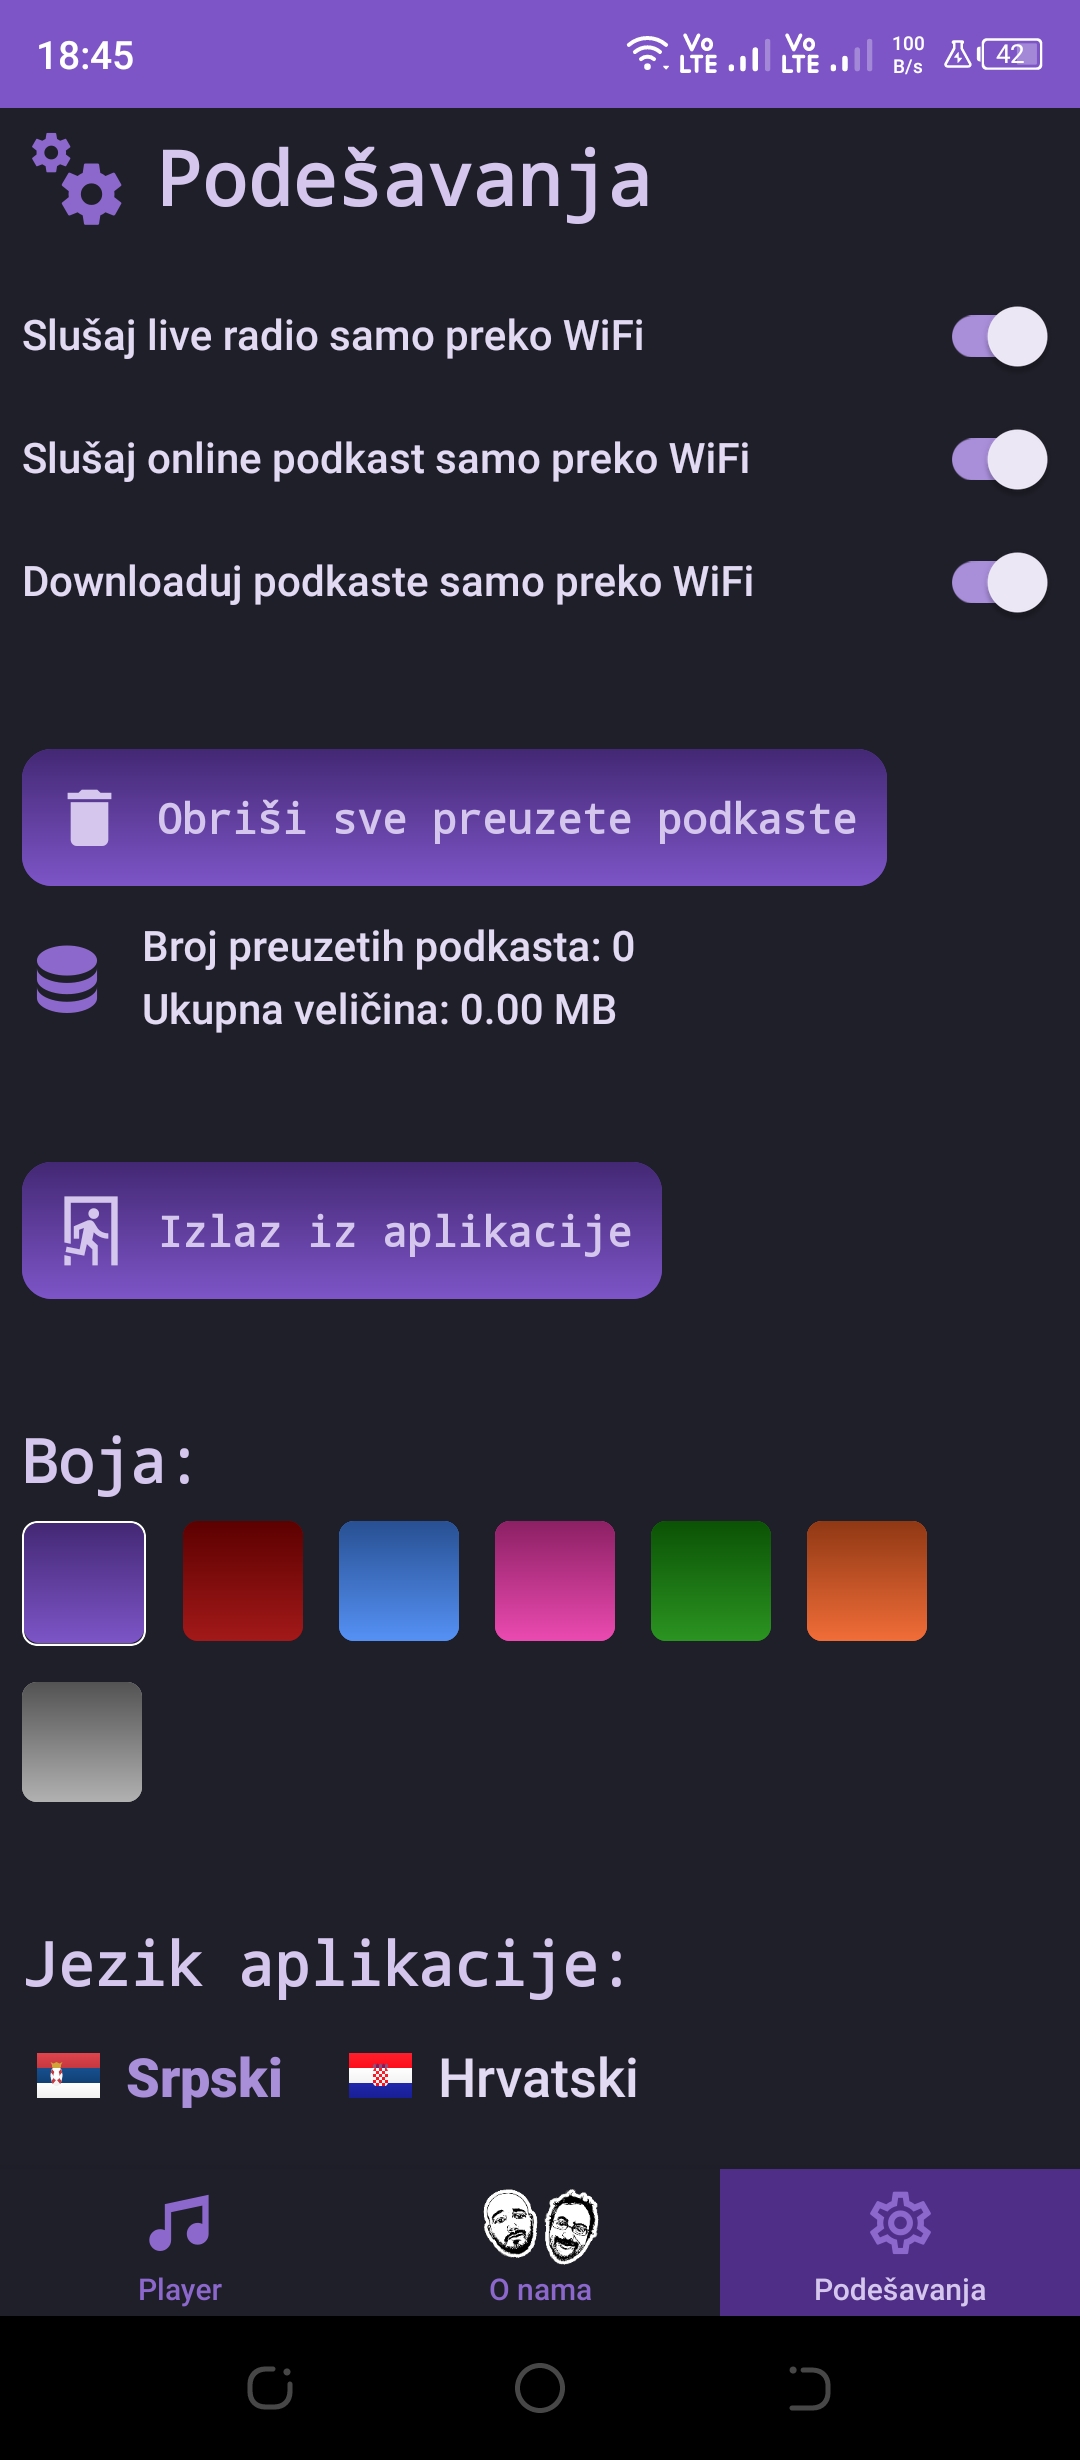 18:45
Vo LTE Vo LTE 100 B/s 42
Podešavanja
Slušaj live radio samo preko WiFi
Slušaj online podkast samo preko WiFi
Downloaduj podkaste samo preko WiFi
Obriši sve preuzete podkaste
Broj preuzetih podkasta: 0
Ukupna veličina: 0.00 MB
Izlaz iz aplikacije
Boja:
Jezik aplikacije:
Srpski Hrvatski
Player O nama Podešavanja